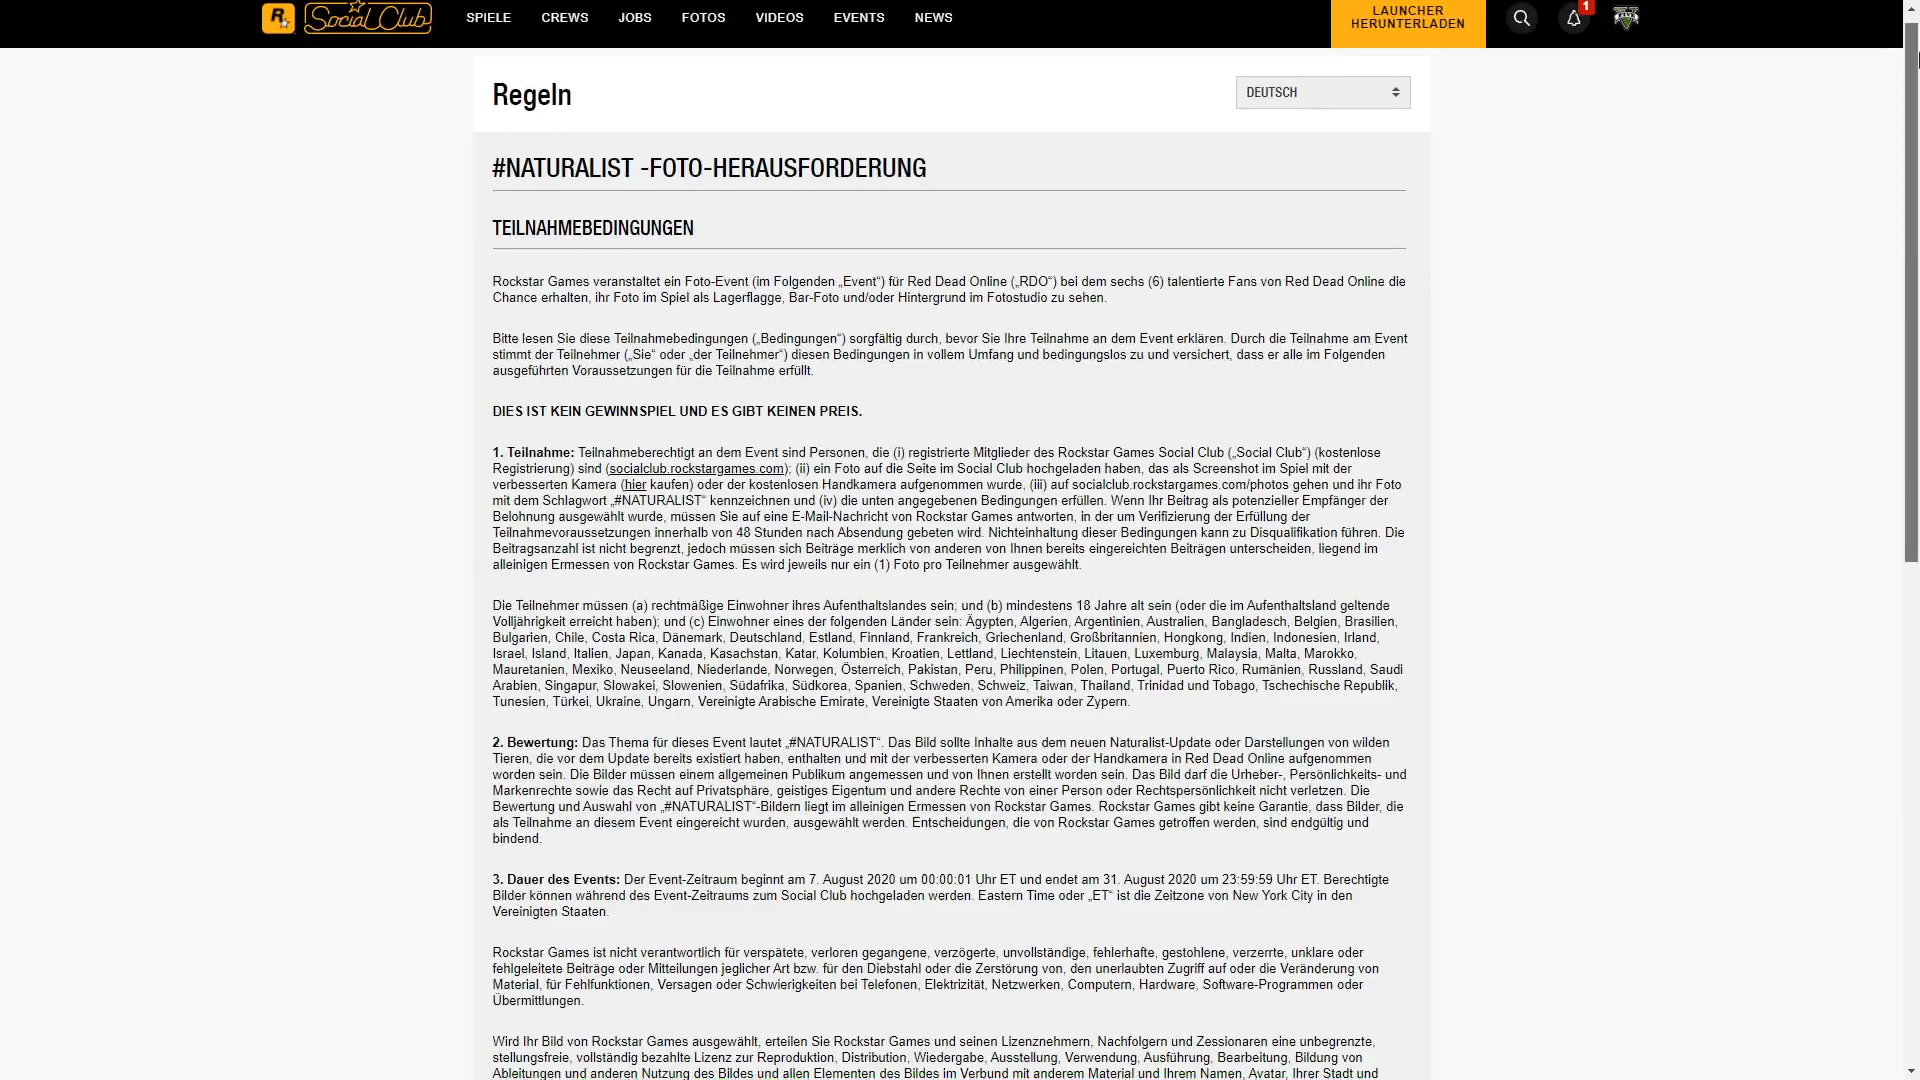 R
Social Club
SPIELE CREWS JOBS FOTOS VIDEOS EVENTS NEWS
LAUNCHER
HERUNTERLADEN
1
Regeln
DEUTSCH
#NATURALIST -FOTO-HERAUSFORDERUNG
TEILNAHMEBEDINGUNGEN
Rockstar Games veranstaltet ein Foto-Event (im Folgenden „Event“) für Red Dead Online („RDO“) bei dem sechs (6) talentierte Fans von Red Dead Online die
Chance erhalten, ihr Foto im Spiel als Lagerflagge, Bar-Foto und/oder Hintergrund im Fotostudio zu sehen.
Bitte lesen Sie diese Teilnahmebedingungen („Bedingungen“) sorgfältig durch, bevor Sie Ihre Teilnahme an dem Event erklären. Durch die Teilnahme am Event
stimmt der Teilnehmer („Sie“ oder „der Teilnehmer“) diesen Bedingungen in vollem Umfang und bedingungslos zu und versichert, dass er alle im Folgenden
ausgeführten Voraussetzungen für die Teilnahme erfüllt.
DIES IST KEIN GEWINNSPIEL UND ES GIBT KEINEN PREIS.
1. Teilnahme: Teilnahmeberechtigt an dem Event sind Personen, die (i) registrierte Mitglieder des Rockstar Games Social Club („Social Club“) (kostenlose
Registrierung) sind (socialclub.rockstargames.com); (ii) ein Foto auf die Seite im Social Club hochgeladen haben, das als Screenshot im Spiel mit der
verbesserten Kamera (hier kaufen) oder der kostenlosen Handkamera aufgenommen wurde, (iii) auf socialclub.rockstargames.com/photos gehen und ihr Foto
mit dem Schlagwort „#NATURALIST“ kennzeichnen und (iv) die unten angegebenen Bedingungen erfüllen. Wenn Ihr Beitrag als potenzieller Empfänger der
Belohnung ausgewählt wurde, müssen Sie auf eine E-Mail-Nachricht von Rockstar Games antworten, in der um Verifizierung der Erfüllung der
Teilnahmevoraussetzungen innerhalb von 48 Stunden nach Absendung gebeten wird. Nichteinhaltung dieser Bedingungen kann zu Disqualifikation führen. Die
Beitragsanzahl ist nicht begrenzt, jedoch müssen sich Beiträge merklich von anderen von Ihnen bereits eingereichten Beiträgen unterscheiden, liegend im
alleinigen Ermessen von Rockstar Games. Es wird jeweils nur ein (1) Foto pro Teilnehmer ausgewählt.
Die Teilnehmer müssen (a) rechtmäßige Einwohner ihres Aufenthaltslandes sein; und (b) mindestens 18 Jahre alt sein (oder die im Aufenthaltsland geltende
Volljährigkeit erreicht haben); und (c) Einwohner eines der folgenden Länder sein: Ägypten, Algerien, Argentinien, Australien, Bangladesch, Belgien, Brasilien,
Bulgarien, Chile, Costa Rica, Dänemark, Deutschland, Estland, Finnland, Frankreich, Griechenland, Großbritannien, Hongkong, Indien, Indonesien, Irland,
Israel, Island, Italien, Japan, Kanada, Kasachstan, Katar, Kolumbien, Kroatien, Lettland, Liechtenstein, Litauen, Luxemburg, Malaysia, Malta, Marokko,
Mauretanien, Mexiko, Neuseeland, Niederlande, Norwegen, Österreich, Pakistan, Peru, Philippinen, Polen, Portugal, Puerto Rico, Rumänien, Russland, Saudi
Arabien, Singapur, Slowakei, Slowenien, Südafrika, Südkorea, Spanien, Schweden, Schweiz, Taiwan, Thailand, Trinidad und Tobago, Tschechische Republik,
Tunesien, Türkei, Ukraine, Ungarn, Vereinigte Arabische Emirate, Vereinigte Staaten von Amerika oder Zypern.
2. Bewertung: Das Thema für dieses Event lautet „#NATURALIST“. Das Bild sollte Inhalte aus dem neuen Naturalist-Update oder Darstellungen von wilden
Tieren, die vor dem Update bereits existiert haben, enthalten und mit der verbesserten Kamera oder der Handkamera in Red Dead Online aufgenommen
worden sein. Die Bilder müssen einem allgemeinen Publikum angemessen und von Ihnen erstellt worden sein. Das Bild darf die Urheber-, Persönlichkeits- und
Markenrechte sowie das Recht auf Privatsphäre, geistiges Eigentum und andere Rechte von einer Person oder Rechtspersönlichkeit nicht verletzen. Die
Bewertung und Auswahl von „#NATURALIST“-Bildern liegt im alleinigen Ermessen von Rockstar Games. Rockstar Games gibt keine Garantie, dass Bilder, die
als Teilnahme an diesem Event eingereicht wurden, ausgewählt werden. Entscheidungen, die von Rockstar Games getroffen werden, sind endgültig und
bindend.
3. Dauer des Events: Der Event-Zeitraum beginnt am 7. August 2020 um 00:00:01 Uhr ET und endet am 31. August 2020 um 23:59:59 Uhr ET. Berechtigte
Bilder können während des Event-Zeitraums zum Social Club hochgeladen werden. Eastern Time oder „ET“ ist die Zeitzone von New York City in den
Vereinigten Staaten.
Rockstar Games ist nicht verantwortlich für verspätete, verloren gegangene, verzögerte, unvollständige, fehlerhafte, gestohlene, verzerrte, unklare oder
fehlgeleitete Beiträge oder Mitteilungen jeglicher Art bzw. für den Diebstahl oder die Zerstörung von, den unerlaubten Zugriff auf oder die Veränderung von
Material, für Fehlfunktionen, Versagen oder Schwierigkeiten bei Telefonen, Elektrizität, Netzwerken, Computern, Hardware, Software-Programmen oder
Übermittlungen.
Wird Ihr Bild von Rockstar Games ausgewählt, erteilen Sie Rockstar Games und seinen Lizenznehmern, Nachfolgern und Zessionaren eine unbegrenzte,
stellungsfreie, vollständig bezahlte Lizenz zur Reproduktion, Distribution, Wiedergabe, Ausstellung, Verwendung, Ausführung, Bearbeitung, Bildung von
Ableitungen und anderen Nutzung des Bildes und allen Elementen des Bildes im Verbund mit anderem Material und Ihrem Namen, Avatar, Ihrer Stadt und